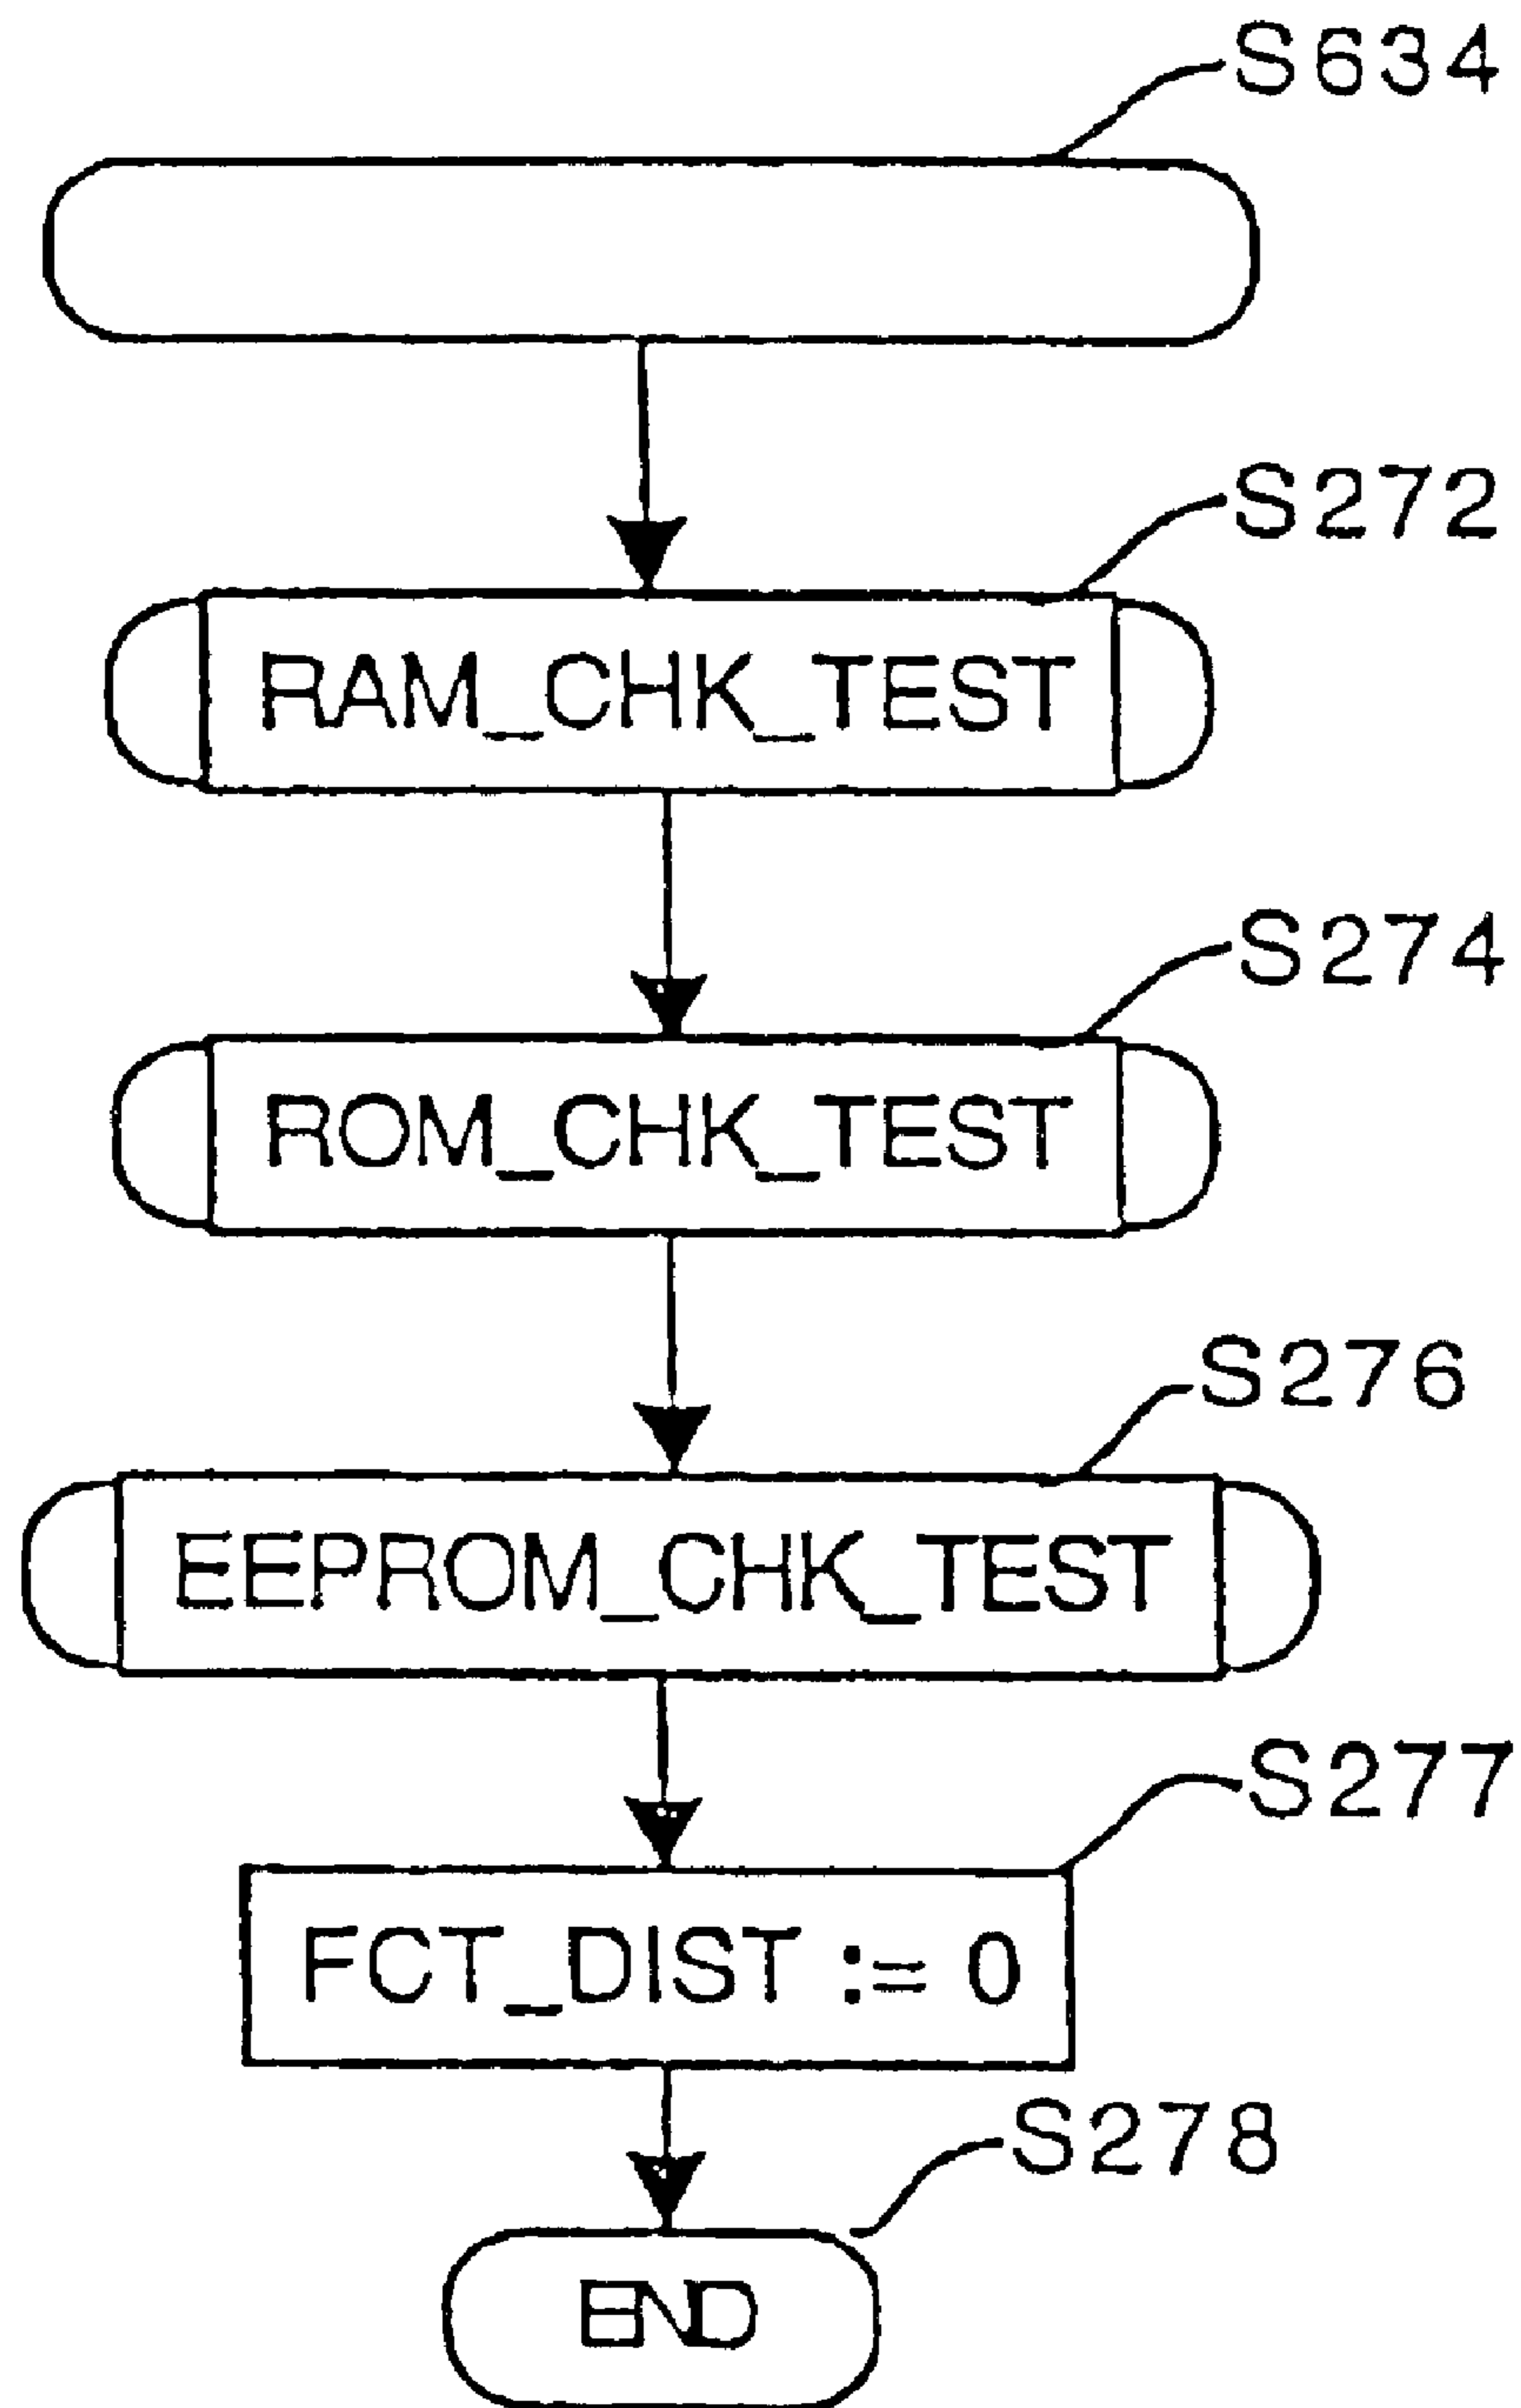 S634
S272
RAM_CHK_TEST
S274
ROM_CHK_TEST
S276
EEPROM_CHK_TEST
S277
FCT_DIST := 0
S278
END